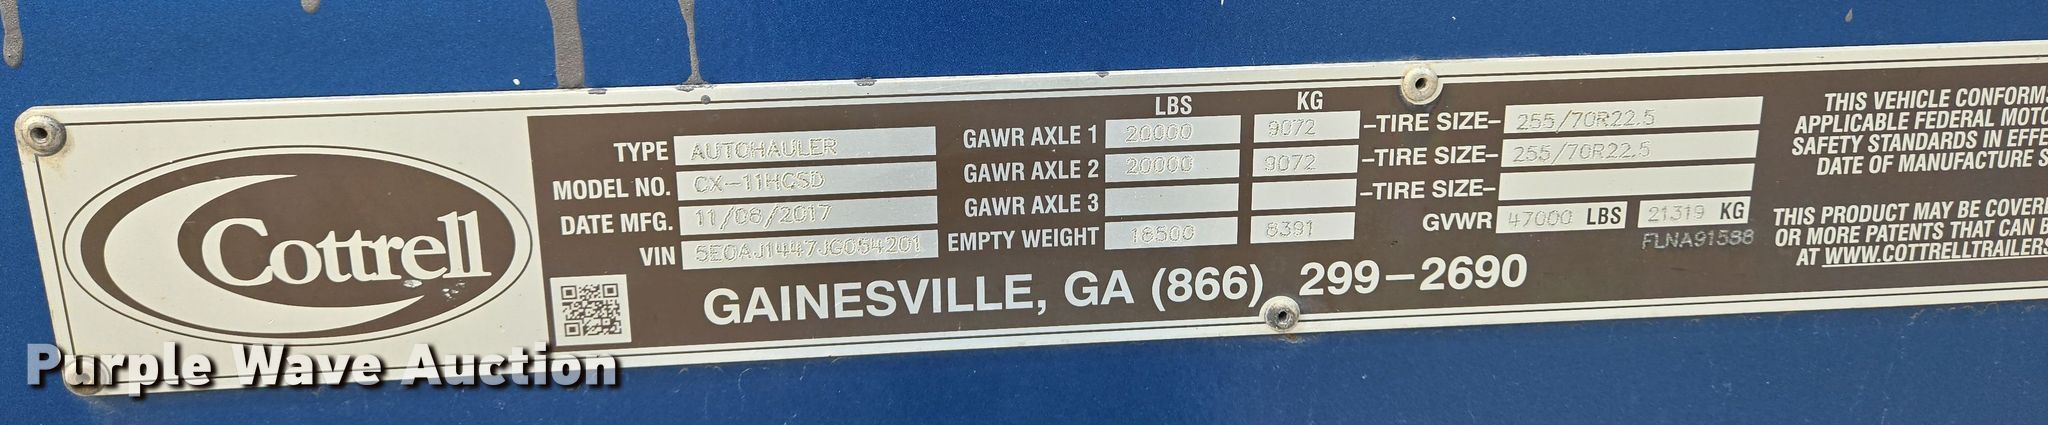 Cottrell
TYPE AUTOHAULER
MODEL NO. CX-11HCSD
DATE MFG. 11/06/2017
VIN 5E0AJ1447JG054201
LBS KG
GAWR AXLE 1 20000 9072 -TIRE SIZE- 255/70R22.5
GAWR AXLE 2 20000 9072 -TIRE SIZE- 255/70R22.5
GAWR AXLE 3 -TIRE SIZE-
EMPTY WEIGHT 18500 8391 GVWR 47000 LBS 21319 KG
FLNA91588
GAINESVILLE, GA (866) 299-2690
THIS VEHICLE CONFORMS
APPLICABLE FEDERAL MOTO
SAFETY STANDARDS IN EFFE
DATE OF MANUFACTURE S
THIS PRODUCT MAY BE COVERE
OR MORE PATENTS THAT CAN B
AT WWW.COTTRELLTRAILERS
Purple Wave Auction